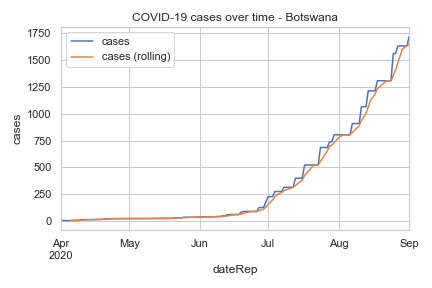 COVID-19 cases over time - Botswana
cases
cases (rolling)
1750
1500
1250
1000
750
500
250
0
cases
Apr
2020
May
Jun
Jul
Aug
Sep
dateRep